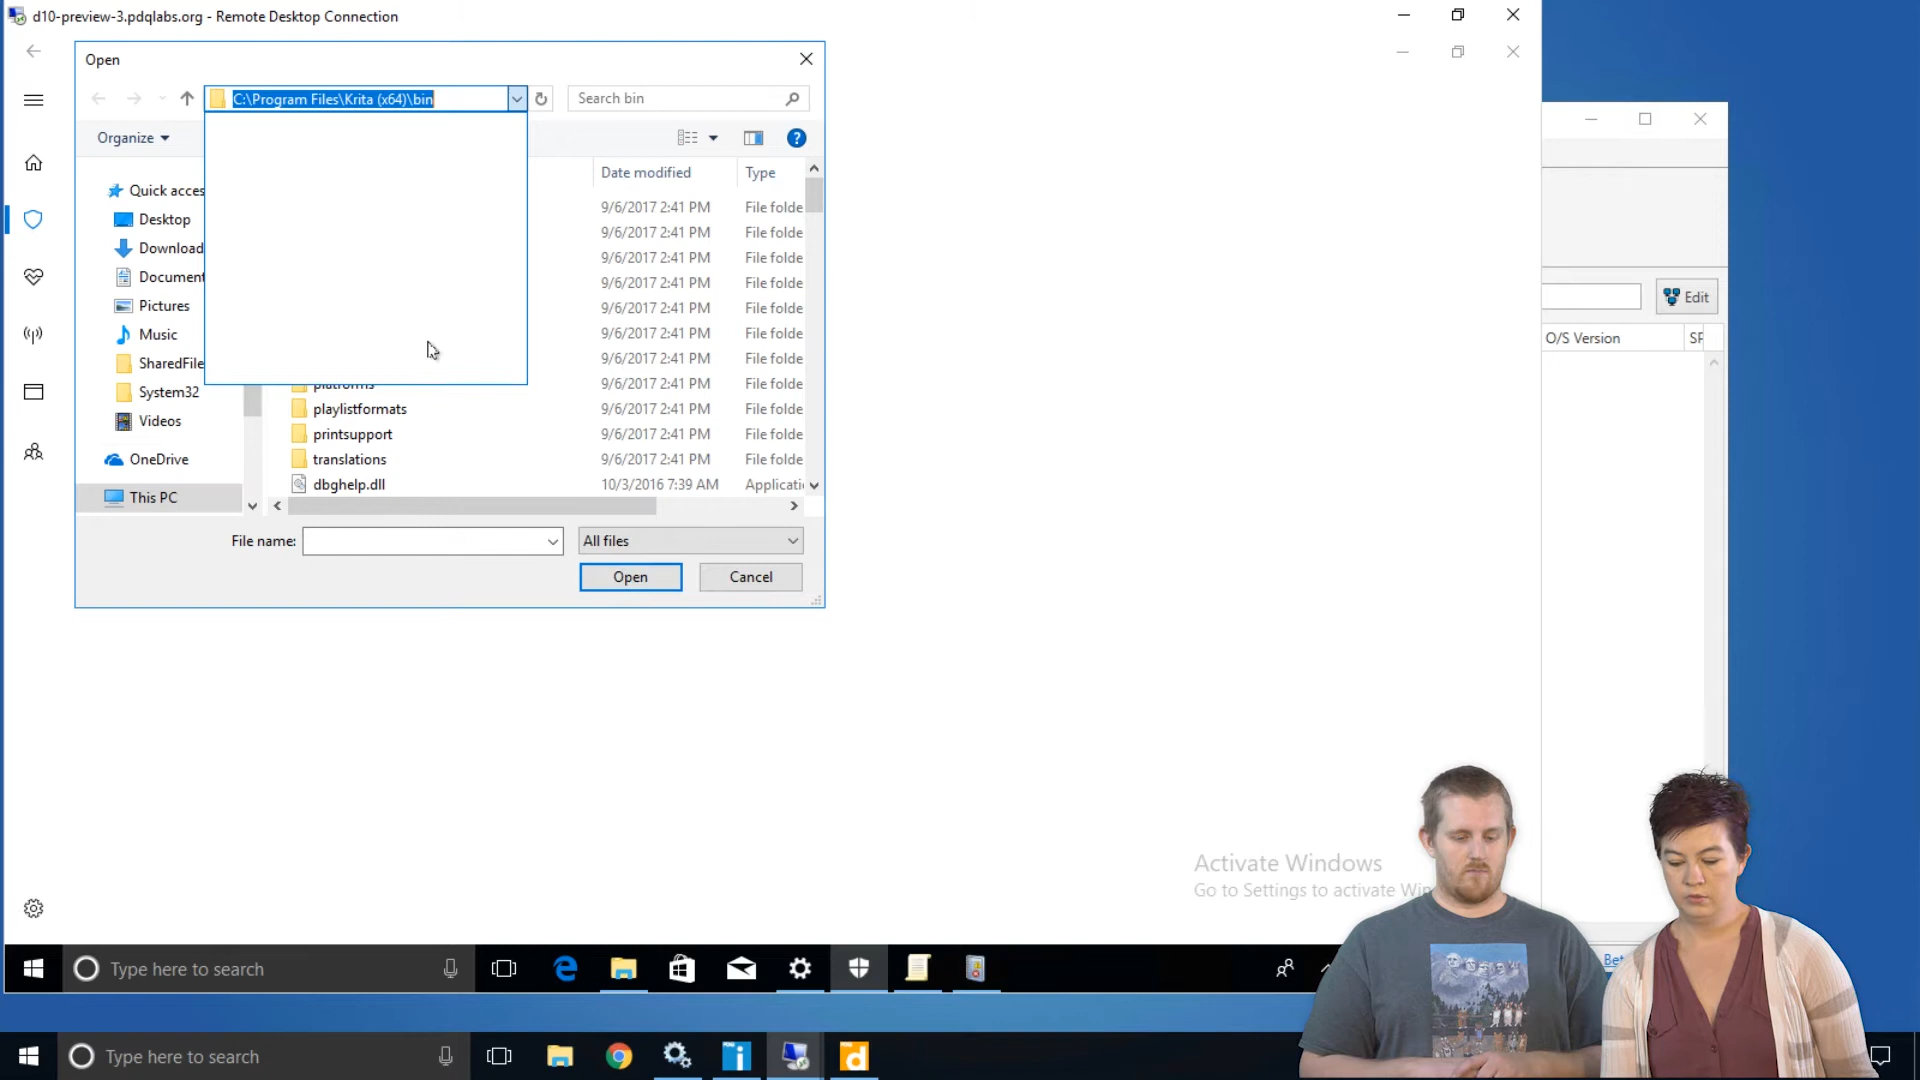 d10-preview-3.pdqlabs.org - Remote Desktop Connection
Open
C:\Program Files\Krita (x64)\bin
Search bin
Organize
Date modified
Type
Quick acces
Desktop
Download
Document
Pictures
Music
SharedFile
System32
Videos
OneDrive
This PC
9/6/2017 2:41 PM File folde
9/6/2017 2:41 PM File folde
9/6/2017 2:41 PM File folde
9/6/2017 2:41 PM File folde
9/6/2017 2:41 PM File folde
9/6/2017 2:41 PM File folde
9/6/2017 2:41 PM File folde
platforms 9/6/2017 2:41 PM File folde
playlistformats 9/6/2017 2:41 PM File folde
printsupport 9/6/2017 2:41 PM File folde
translations 9/6/2017 2:41 PM File folde
dbghelp.dll 10/3/2016 7:39 AM Applicati
File name:
All files
Open
Cancel
Edit
O/S Version
SP
Activate Windows
Go to Settings to activate Win
Bet
Type here to search
Type here to search